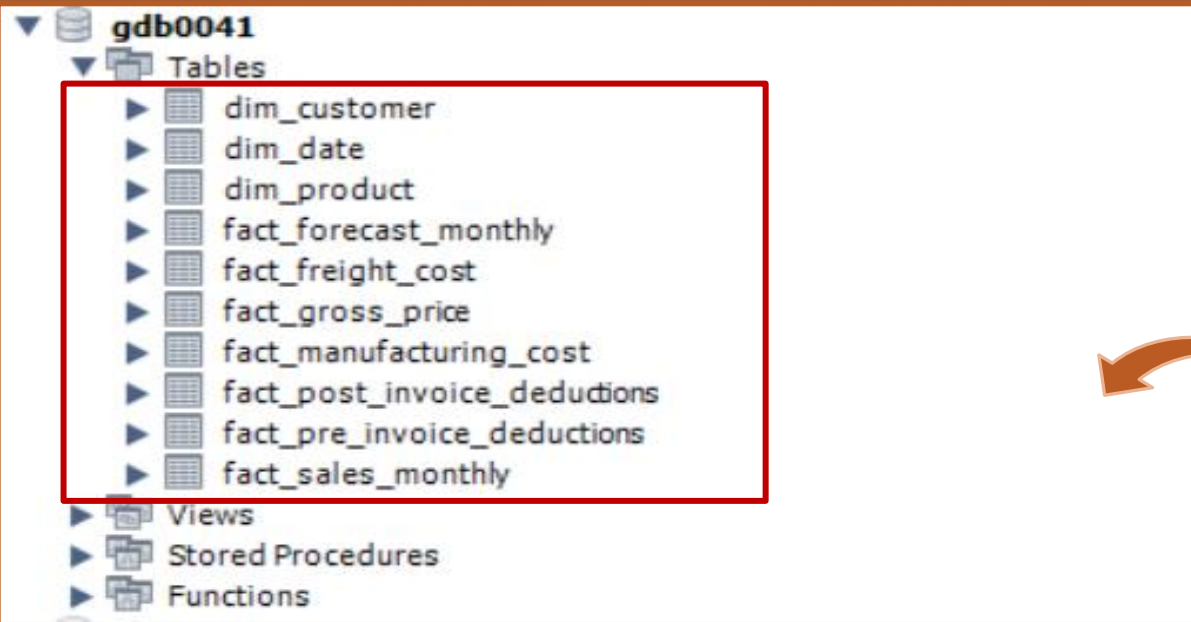 gdb0041
Tables
dim_customer
dim_date
dim_product
fact_forecast_monthly
fact_freight_cost
fact_gross_price
fact_manufacturing_cost
fact_post_invoice_deductions
fact_pre_invoice_deductions
fact_sales_monthly
Views
Stored Procedures
Functions